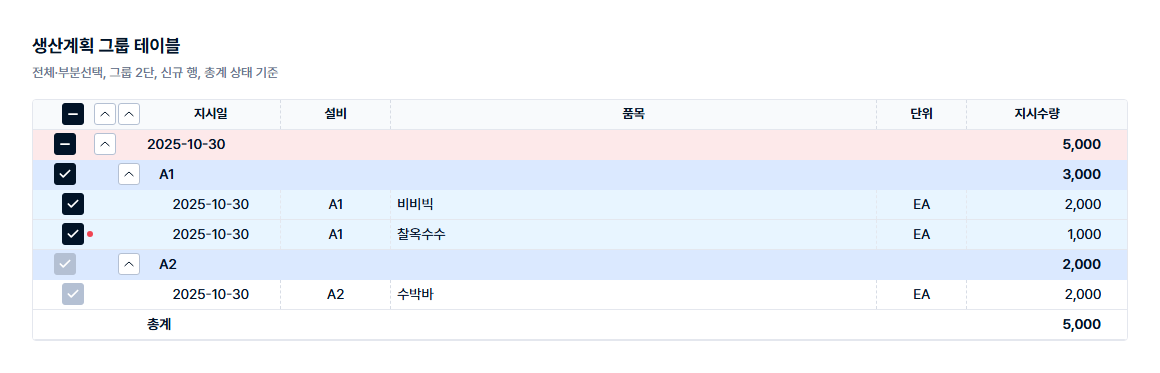 생산계획 그룹 테이블
전체·부분선택, 그룹 2단, 신규 행, 총계 상태 기준
지시일 설비 품목 단위 지시수량
2025-10-30 5,000
A1 3,000
2025-10-30 A1 비비빅 EA 2,000
2025-10-30 A1 찰옥수수 EA 1,000
A2 2,000
2025-10-30 A2 수박바 EA 2,000
총계 5,000